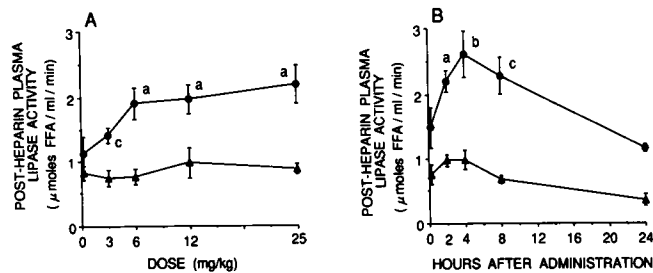 A
POST-HEPARIN PLASMA
LIPASE ACTIVITY
(μmoles FFA / ml / min)
3
2
1
0
a
a
a
c
0
3
6
12
25
DOSE (mg/kg)
B
POST-HEPARIN PLASMA
LIPASE ACTIVITY
(μmoles FFA / ml / min)
3
2
1
0
a
b
c
0 2 4
8
12
16
20
24
HOURS AFTER ADMINISTRATION